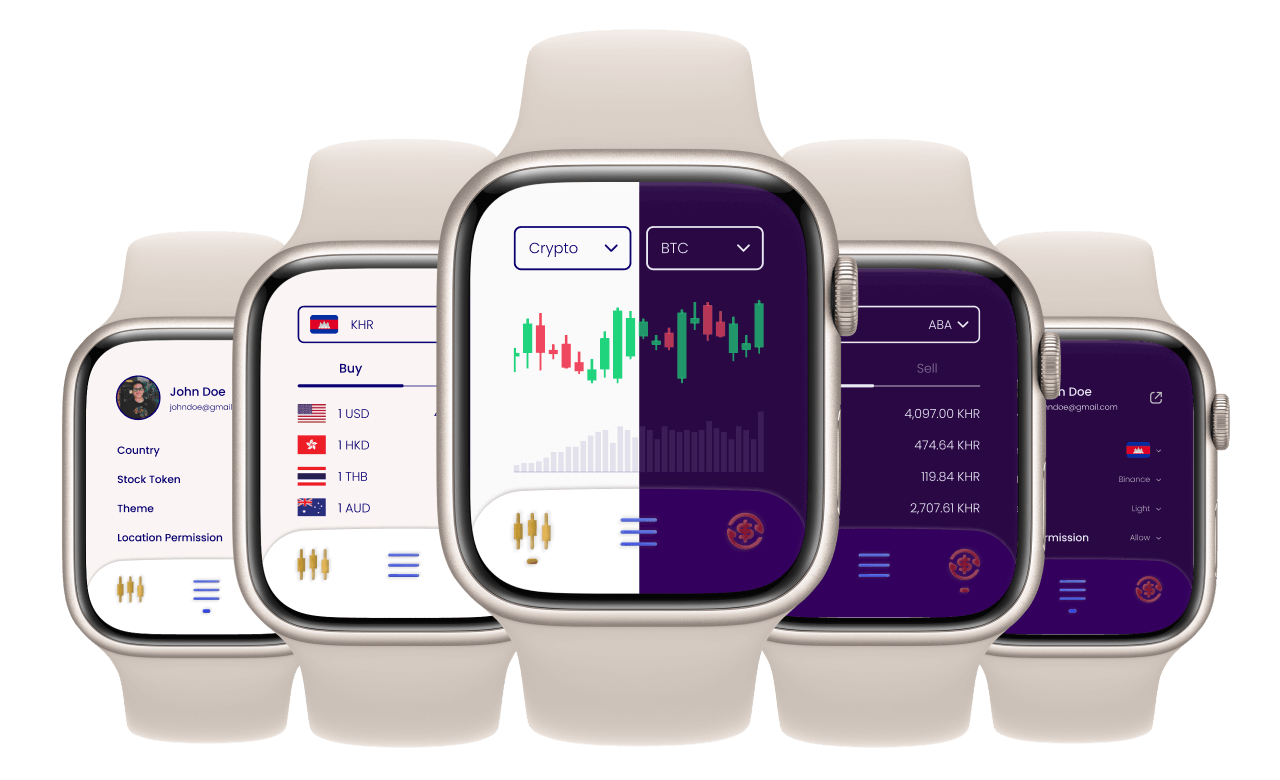 John Doe
johndoe@gmail
Country
Stock Token
Theme
Location Permission
KHR
Buy
1 USD
1 HKD
1 THB
1 AUD
Crypto
BTC
ABA
Sell
4,097.00 KHR
474.64 KHR
119.84 KHR
2,707.61 KHR
n Doe
ndoe@gmail.com
Binance
Light
rmission
Allow